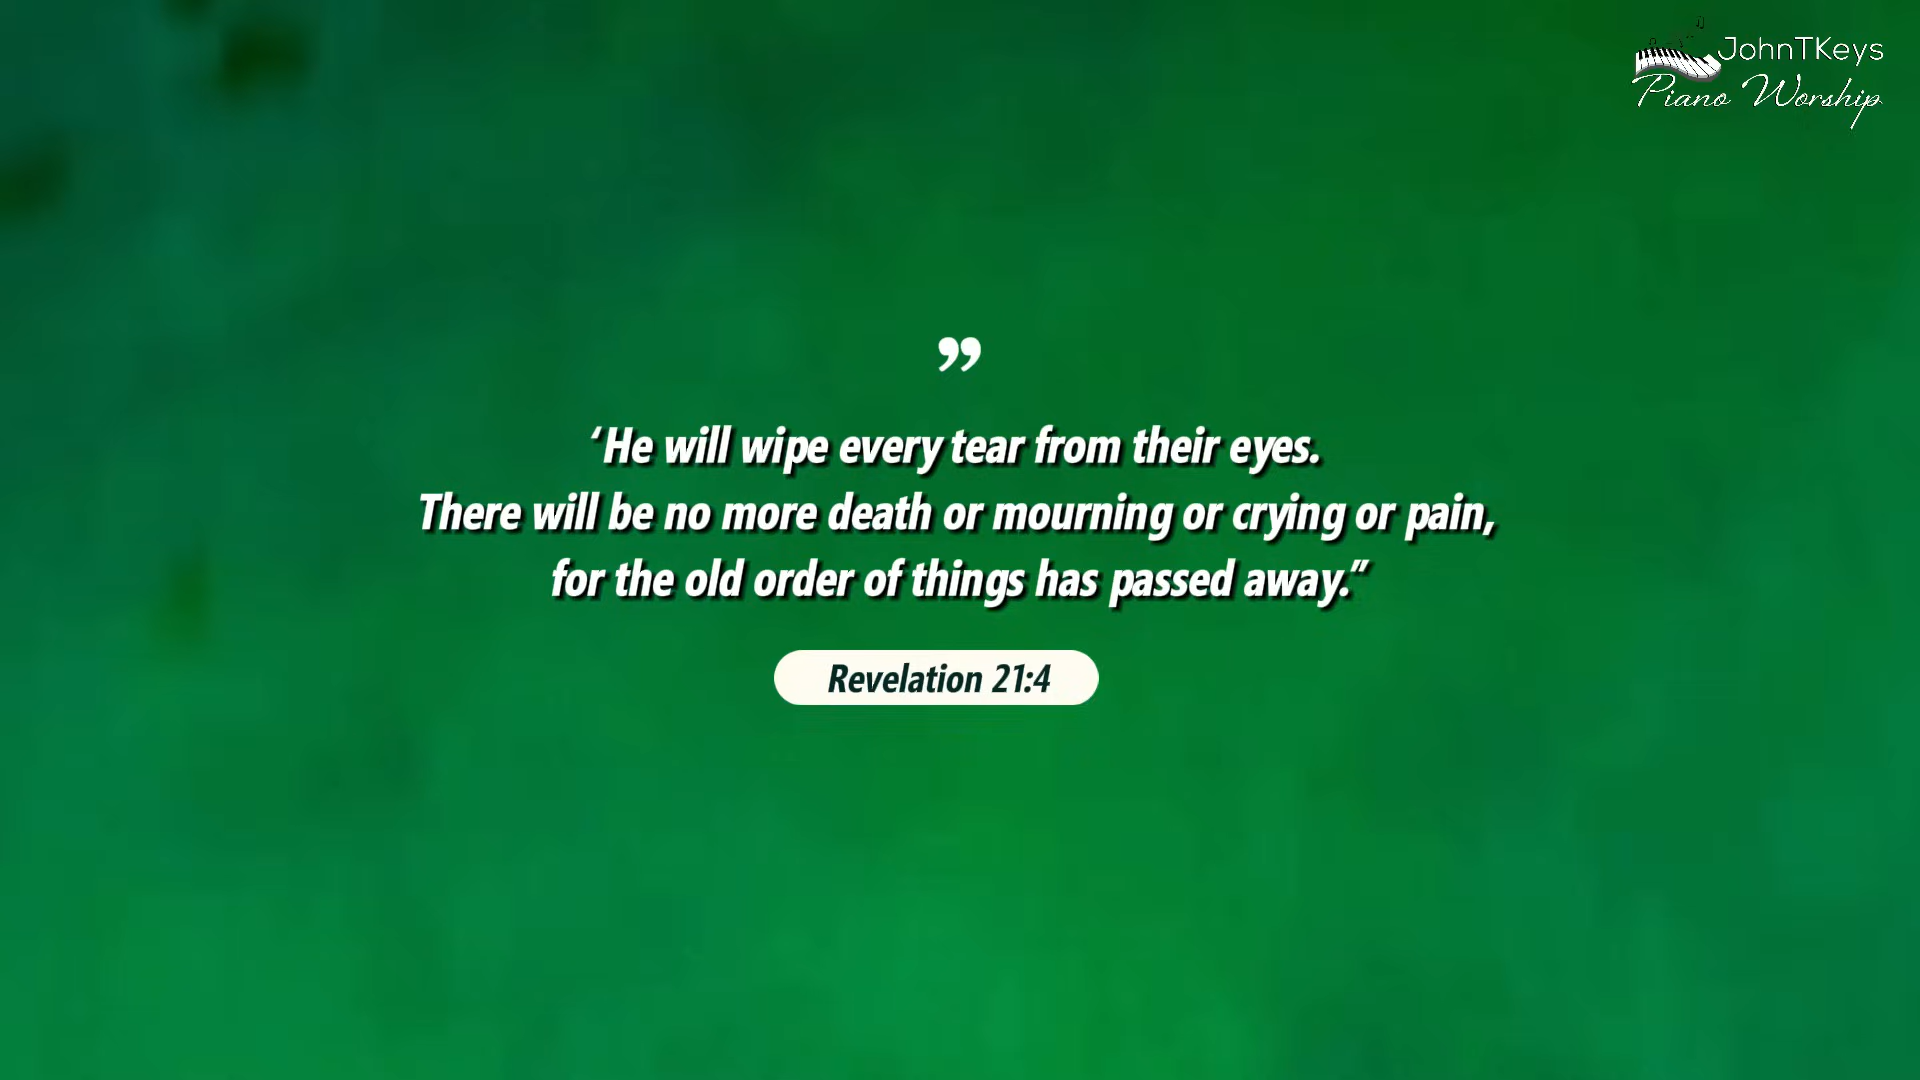 JohnTKeys
Piano Worship
”
‘He will wipe every tear from their eyes.
There will be no more death or mourning or crying or pain,
for the old order of things has passed away.”
Revelation 21:4